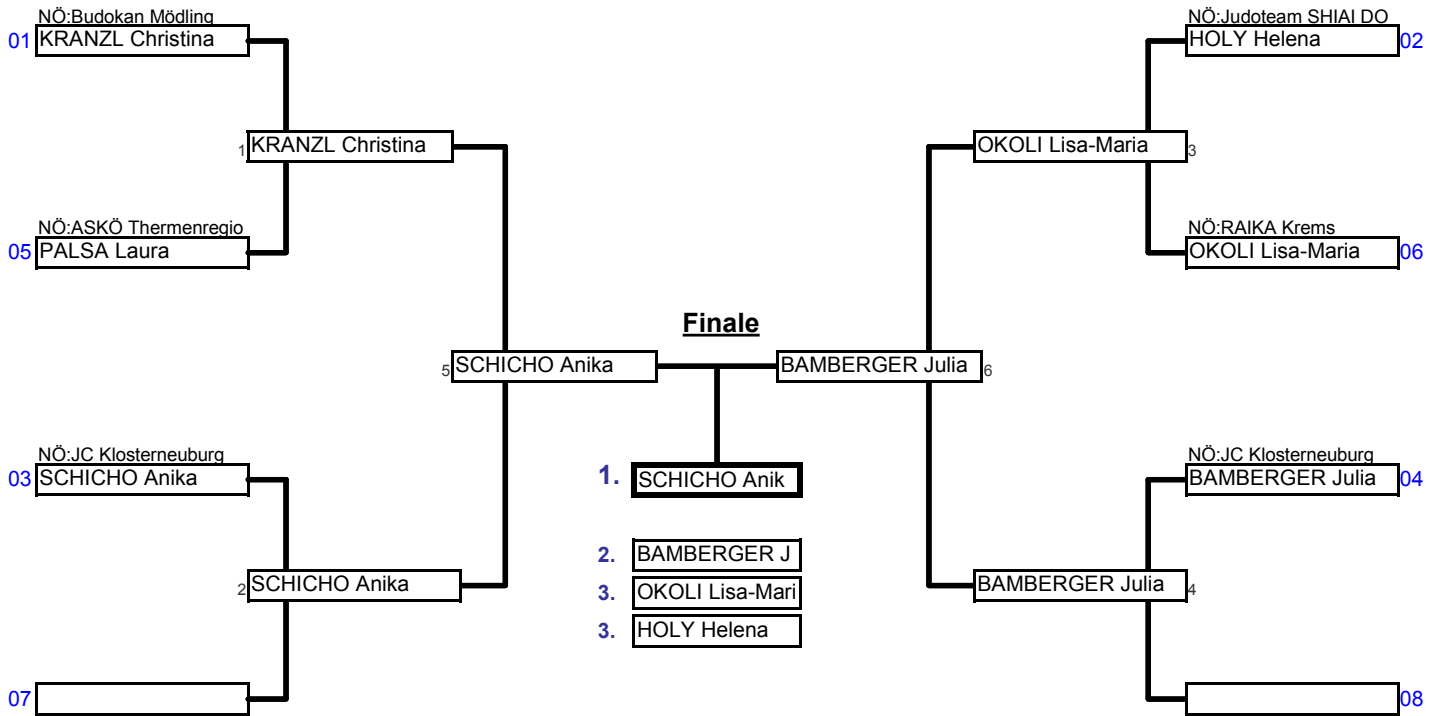 NÖ:Budokan Mödling
01 KRANZL Christina
NÖ:Judoteam SHIAI DO
HOLY Helena 02
1 KRANZL Christina
OKOLI Lisa-Maria 3
NÖ:ASKÖ Thermenregio
05 PALSA Laura
NÖ:RAIKA Krems
OKOLI Lisa-Maria 06
Finale
5 SCHICHO Anika
BAMBERGER Julia 6
NÖ:JC Klosterneuburg
03 SCHICHO Anika
1. SCHICHO Anik
NÖ:JC Klosterneuburg
BAMBERGER Julia 04
2. BAMBERGER J
2 SCHICHO Anika
3. OKOLI Lisa-Mari
BAMBERGER Julia 4
3. HOLY Helena
07
08